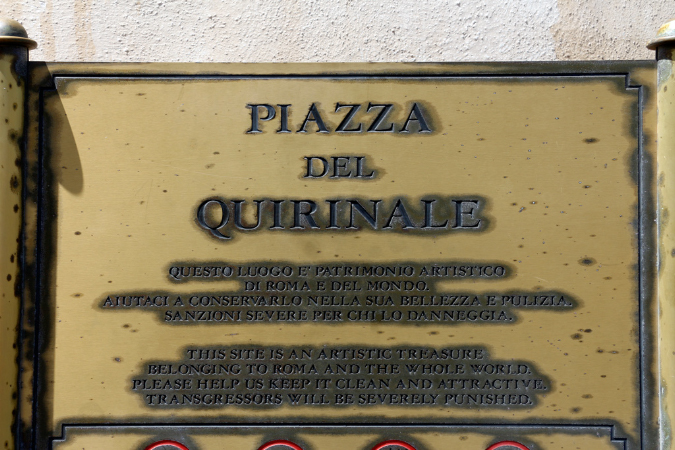 PIAZZA
DEL
QUIRINALE
QUESTO LUOGO E' PATRIMONIO ARTISTICO
DI ROMA E DEL MONDO.
AIUTACI A CONSERVARLO NELLA SUA BELLEZZA E PULIZIA.
SANZIONI SEVERE PER CHI LO DANNEGGIA.
THIS SITE IS AN ARTISTIC TREASURE
BELONGING TO ROMA AND THE WHOLE WORLD.
PLEASE HELP US KEEP IT CLEAN AND ATTRACTIVE.
TRANSGRESSORS WILL BE SEVERELY PUNISHED.